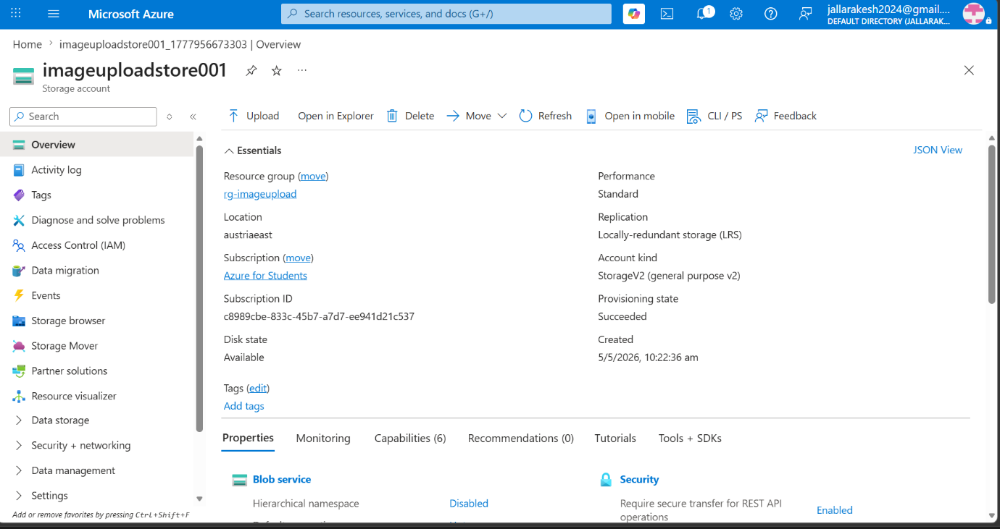 Microsoft Azure
Search resources, services, and docs (G+/)
1
jallarakesh2024@gmail....
DEFAULT DIRECTORY (JALLARAK...
Home > imageuploadstore001_1777956673303 | Overview
imageuploadstore001
Storage account
Search
Upload
Open in Explorer
Delete
Move
Refresh
Open in mobile
CLI / PS
Feedback
Overview
Activity log
Tags
Diagnose and solve problems
Access Control (IAM)
Data migration
Events
Storage browser
Storage Mover
Partner solutions
Resource visualizer
Data storage
Security + networking
Data management
Settings
Add or remove favorites by pressing Ctrl+Shift+F
Essentials
JSON View
Resource group (move)
rg-imageupload
Location
austriaeast
Subscription (move)
Azure for Students
Subscription ID
c8989cbe-833c-45b7-a7d7-ee941d21c537
Disk state
Available
Performance
Standard
Replication
Locally-redundant storage (LRS)
Account kind
StorageV2 (general purpose v2)
Provisioning state
Succeeded
Created
5/5/2026, 10:22:36 am
Tags (edit)
Add tags
Properties
Monitoring
Capabilities (6)
Recommendations (0)
Tutorials
Tools + SDKs
Blob service
Hierarchical namespace
Disabled
Security
Require secure transfer for REST API
operations
Enabled